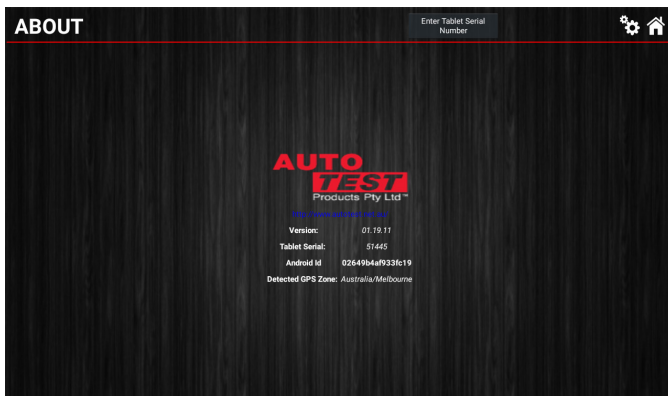 ABOUT
Enter Tablet Serial
Number
AUTO
TEST
Products Pty Ltd™
Version: 01.19.11
Tablet Serial: 51445
Android Id 02649b4af933fc19
Detected GPS Zone: Australia/Melbourne